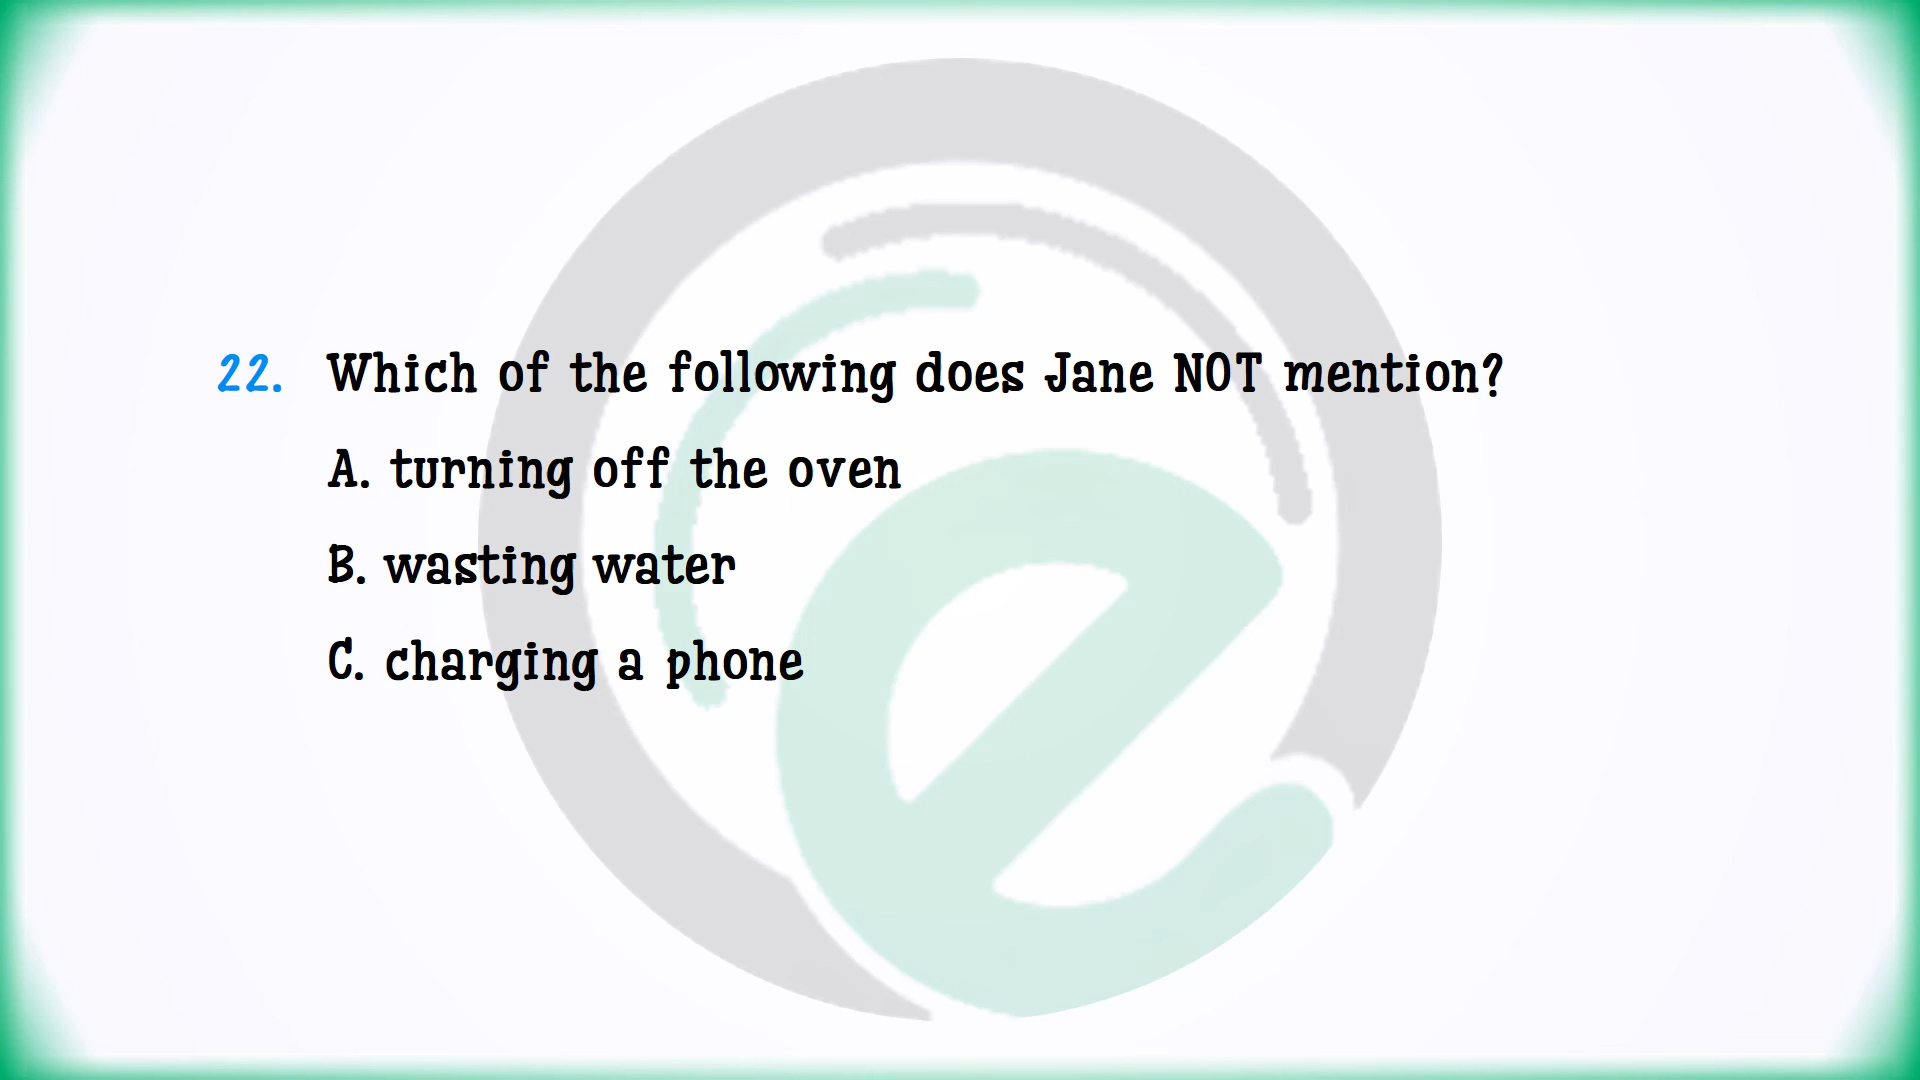 22. Which of the following does Jane NOT mention?
A. turning off the oven
B. wasting water
C. charging a phone